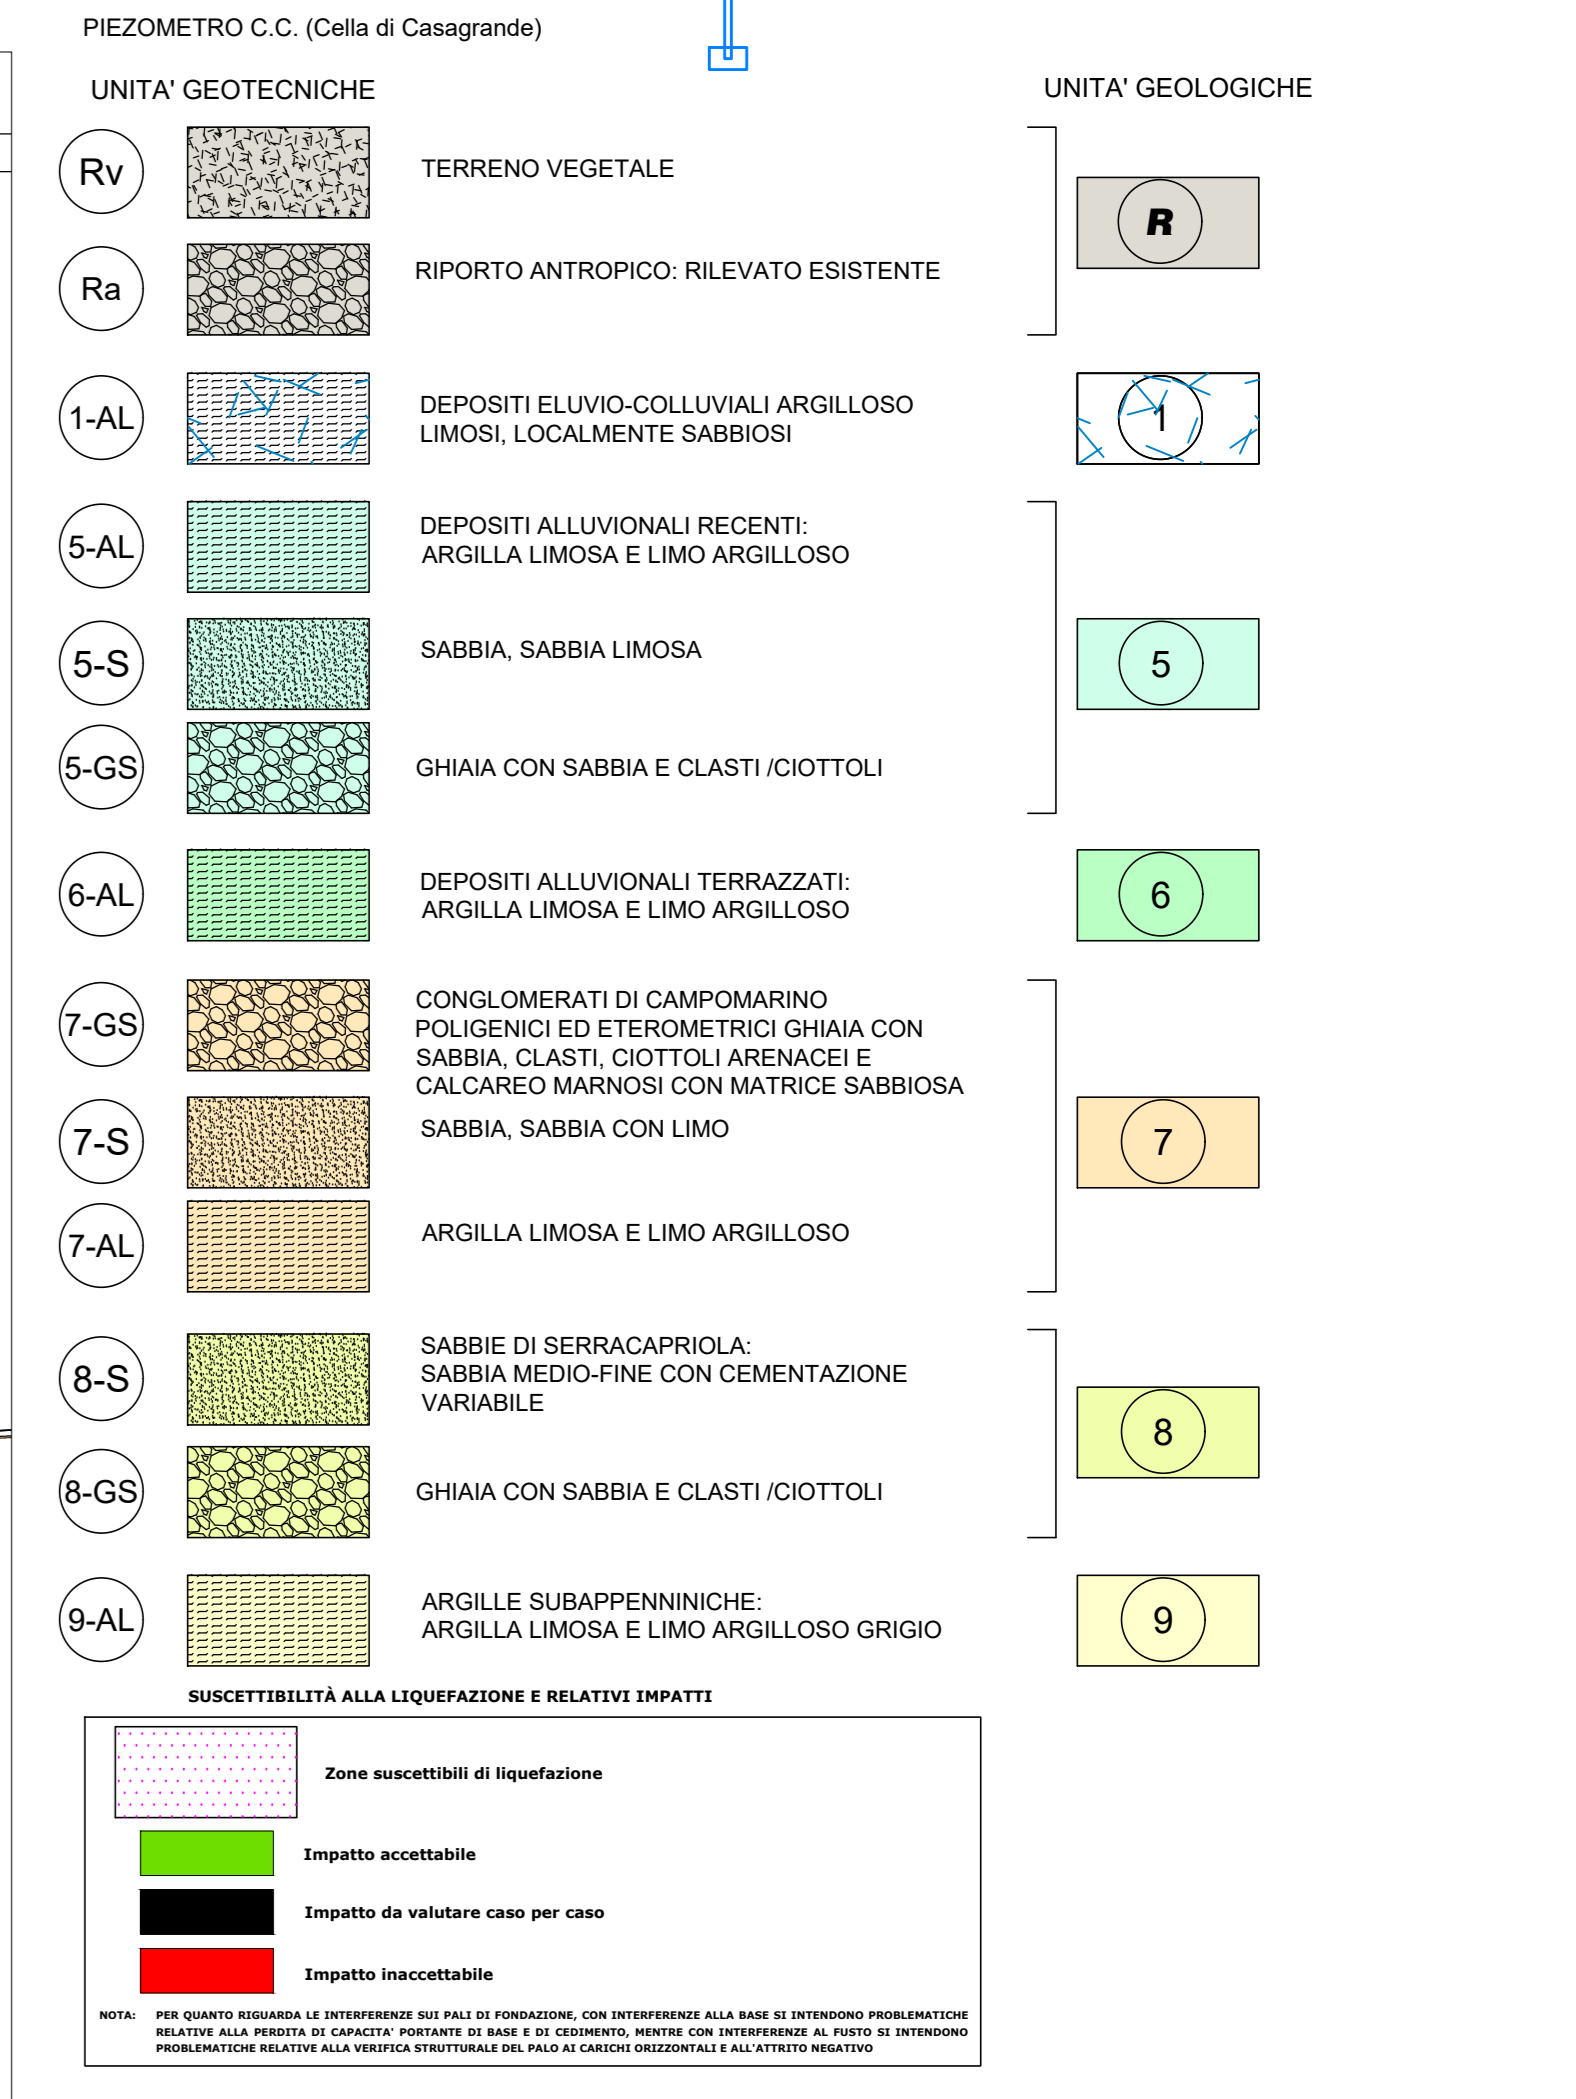 PIEZOMETRO C.C. (Cella di Casagrande)
UNITA' GEOTECNICHE
UNITA' GEOLOGICHE
Rv
TERRENO VEGETALE
R
Ra
RIPORTO ANTROPICO: RILEVATO ESISTENTE
1-AL
DEPOSITI ELUVIO-COLLUVIALI ARGILLOSO
LIMOSI, LOCALMENTE SABBIOSI
1
5-AL
DEPOSITI ALLUVIONALI RECENTI:
ARGILLA LIMOSA E LIMO ARGILLOSO
5-S
SABBIA, SABBIA LIMOSA
5
5-GS
GHIAIA CON SABBIA E CLASTI /CIOTTOLI
6-AL
DEPOSITI ALLUVIONALI TERRAZZATI:
ARGILLA LIMOSA E LIMO ARGILLOSO
6
7-GS
CONGLOMERATI DI CAMPOMARINO
POLIGENICI ED ETEROMETRICI GHIAIA CON
SABBIA, CLASTI, CIOTTOLI ARENACEI E
CALCAREO MARNOSI CON MATRICE SABBIOSA
7-S
SABBIA, SABBIA CON LIMO
7
7-AL
ARGILLA LIMOSA E LIMO ARGILLOSO
8-S
SABBIE DI SERRACAPRIOLA:
SABBIA MEDIO-FINE CON CEMENTAZIONE
VARIABILE
8
8-GS
GHIAIA CON SABBIA E CLASTI /CIOTTOLI
9-AL
ARGILLE SUBAPPENNINICHE:
ARGILLA LIMOSA E LIMO ARGILLOSO GRIGIO
9
SUSCETTIBILITÀ ALLA LIQUEFAZIONE E RELATIVI IMPATTI
Zone suscettibili di liquefazione
Impatto accettabile
Impatto da valutare caso per caso
Impatto inaccettabile
NOTA: PER QUANTO RIGUARDA LE INTERFERENZE SUI PALI DI FONDAZIONE, CON INTERFERENZE ALLA BASE SI INTENDONO PROBLEMATICHE
RELATIVE ALLA PERDITA DI CAPACITA' PORTANTE DI BASE E DI CEDIMENTO, MENTRE CON INTERFERENZE AL FUSTO SI INTENDONO
PROBLEMATICHE RELATIVE ALLA VERIFICA STRUTTURALE DEL PALO AI CARICHI ORIZZONTALI E ALL'ATTRITO NEGATIVO